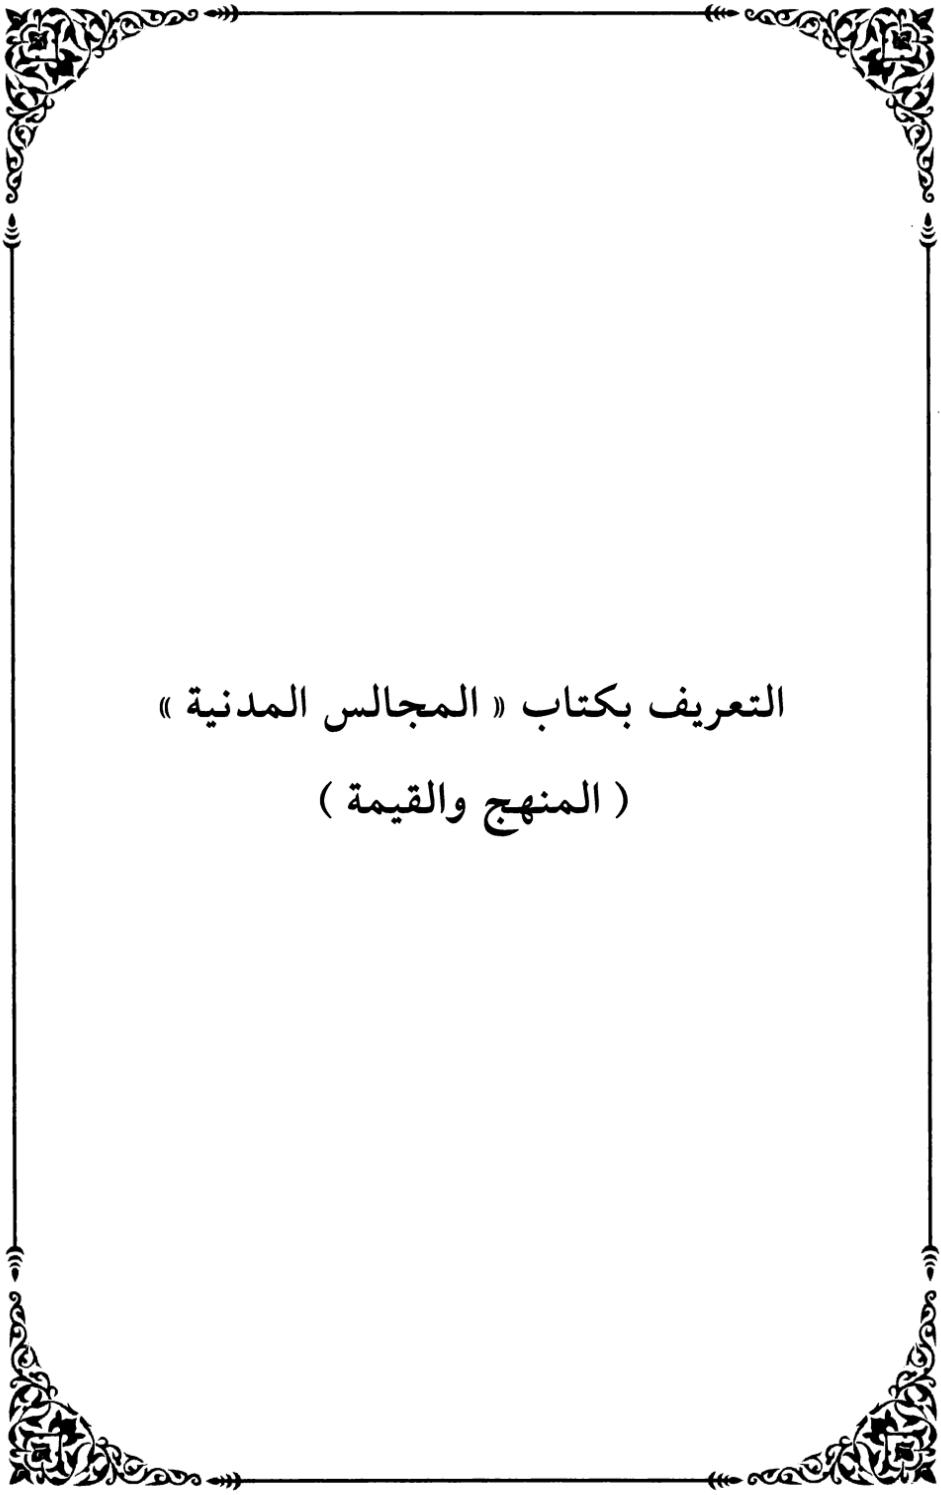 التعريف بكتاب « المجالس المدنية »
( المنهج والقيمة )